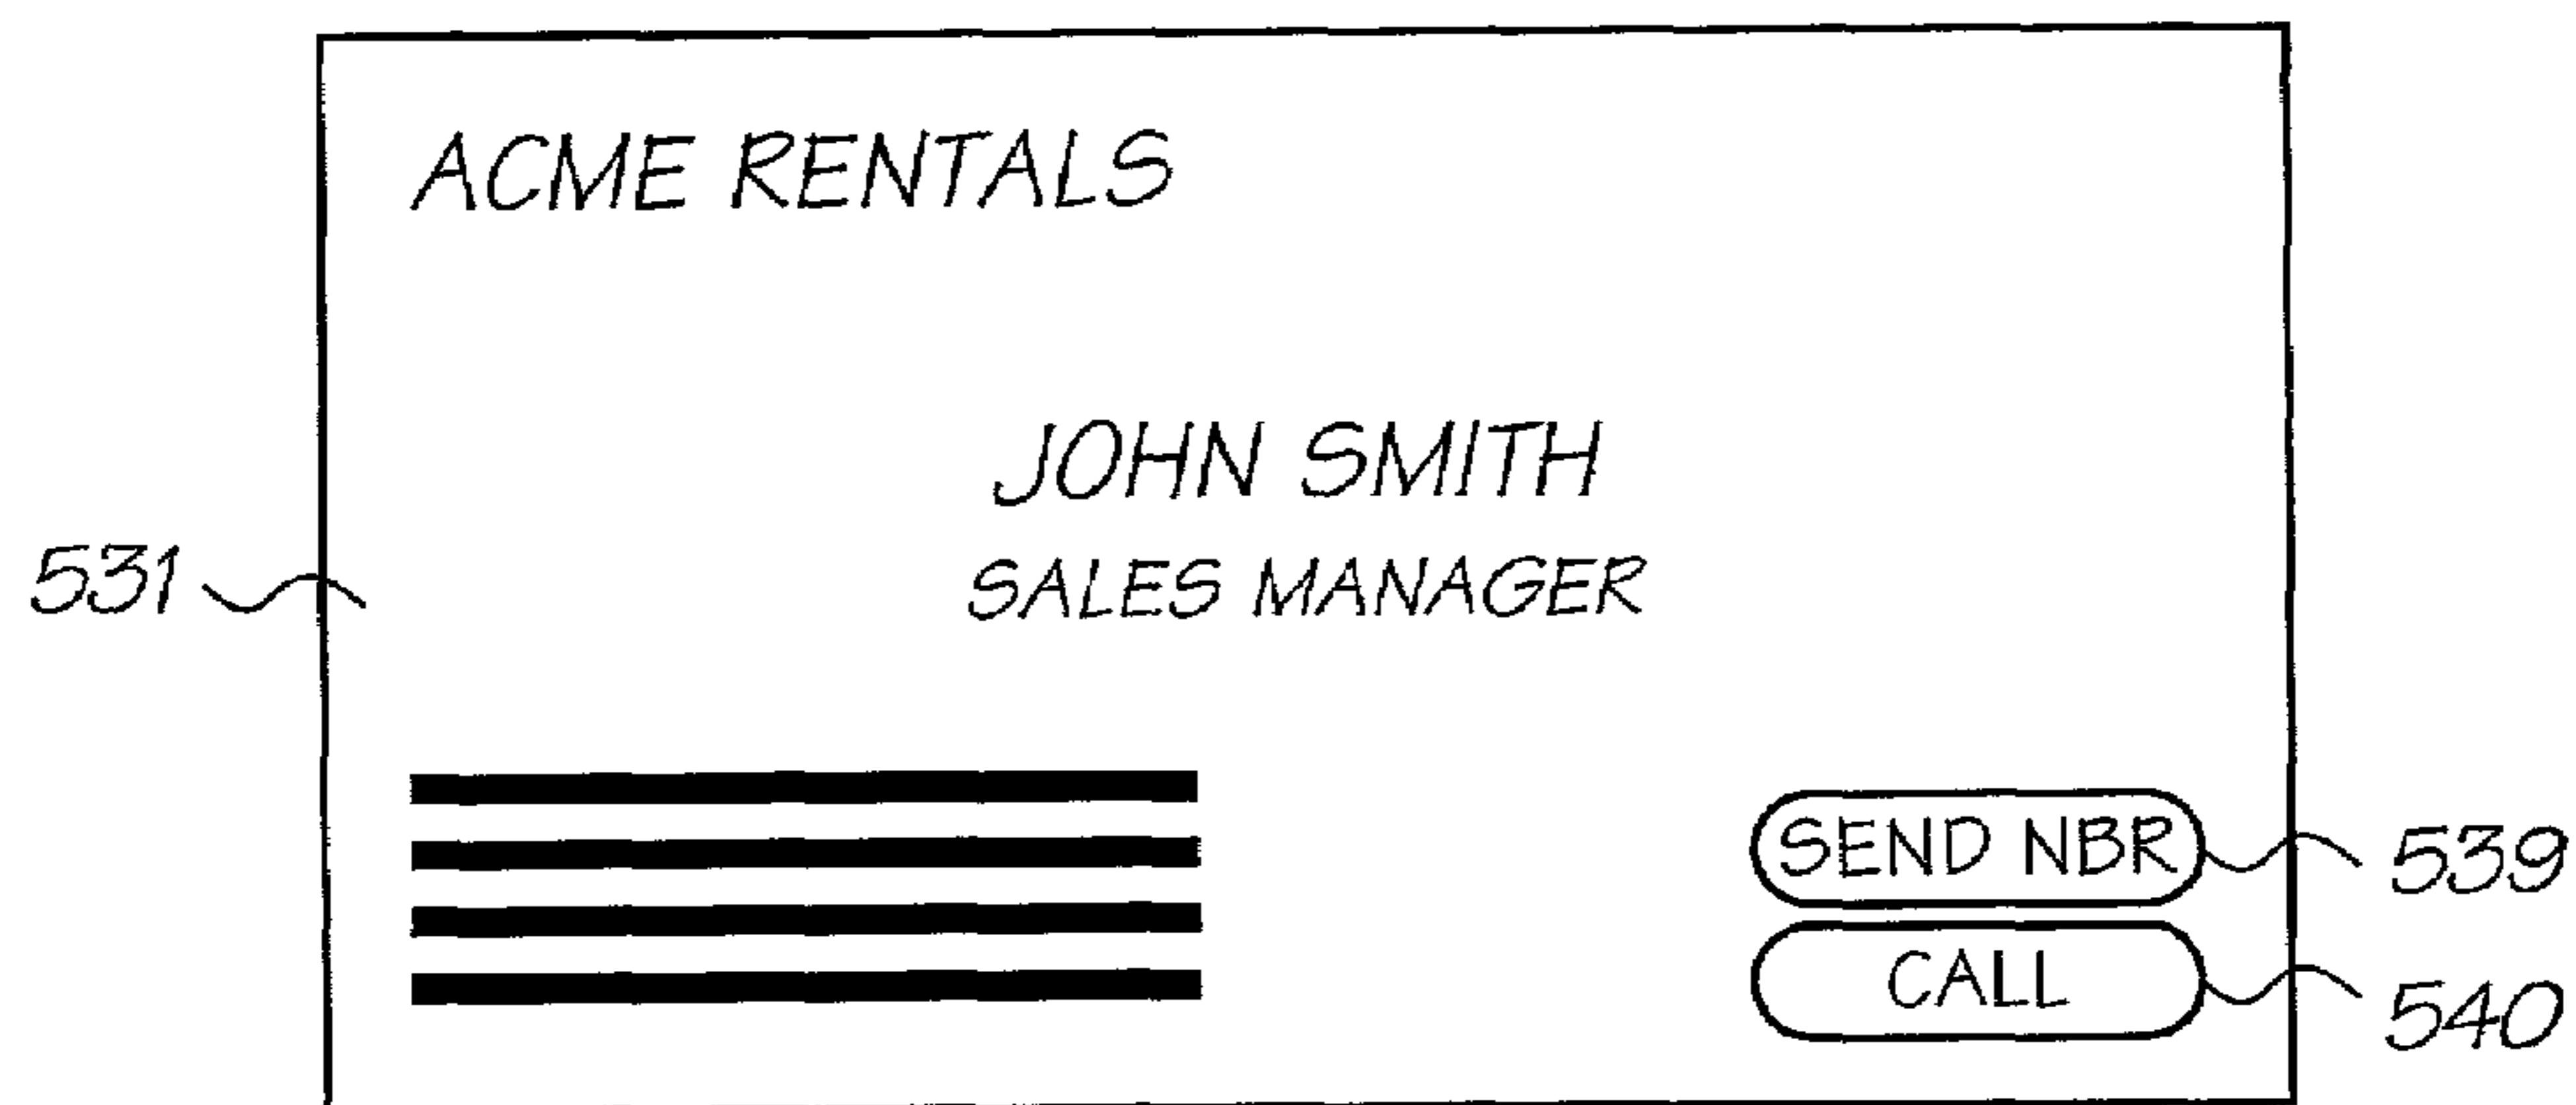 ACME RENTALS
JOHN SMITH
531
SALES MANAGER
SEND NBR
539
CALL
540